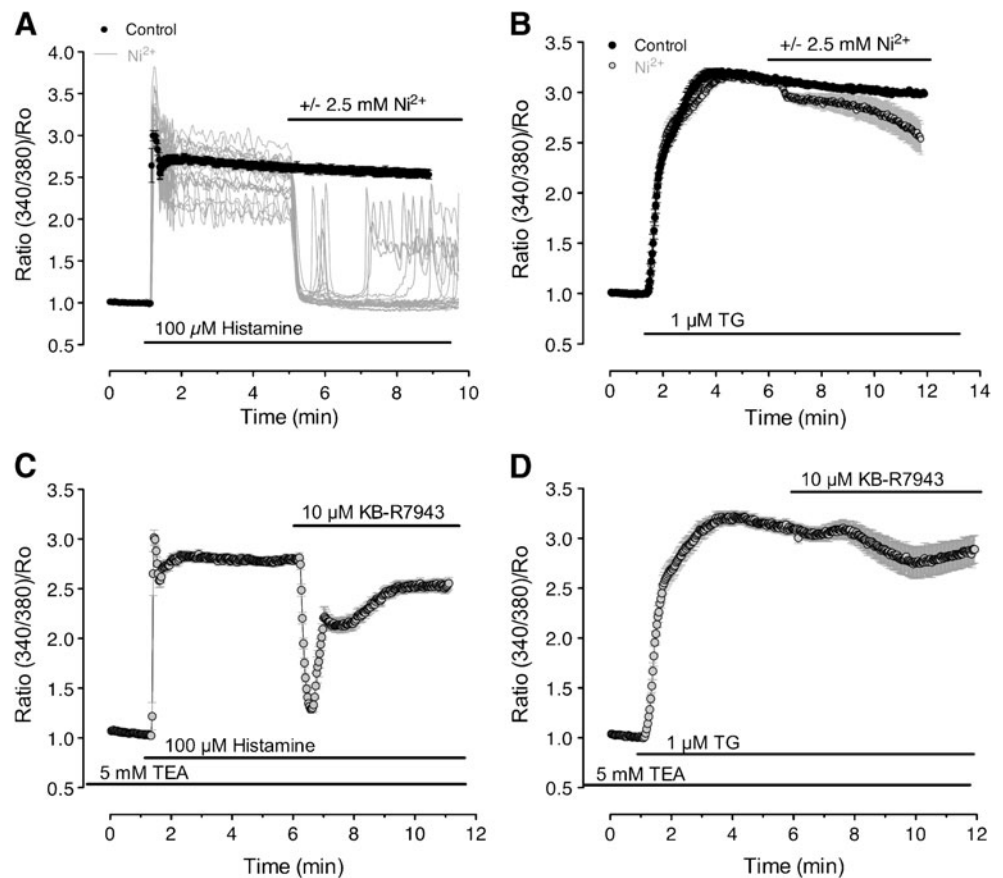 A
Control
Ni²⁺
+/- 2.5 mM Ni²⁺
Ratio (340/380)/Ro
4.0
3.5
3.0
2.5
2.0
1.5
1.0
0.5
100 µM Histamine
0 2 4 6 8 10
Time (min)
B
Control
Ni²⁺
+/- 2.5 mM Ni²⁺
Ratio (340/380)/Ro
3.5
3.0
2.5
2.0
1.5
1.0
0.5
1 µM TG
0 2 4 6 8 10 12 14
Time (min)
C
10 µM KB-R7943
Ratio (340/380)/Ro
3.5
3.0
2.5
2.0
1.5
1.0
0.5
100 µM Histamine
5 mM TEA
0 2 4 6 8 10 12
Time (min)
D
10 µM KB-R7943
Ratio (340/380)/Ro
3.5
3.0
2.5
2.0
1.5
1.0
0.5
1 µM TG
5 mM TEA
0 2 4 6 8 10 12
Time (min)